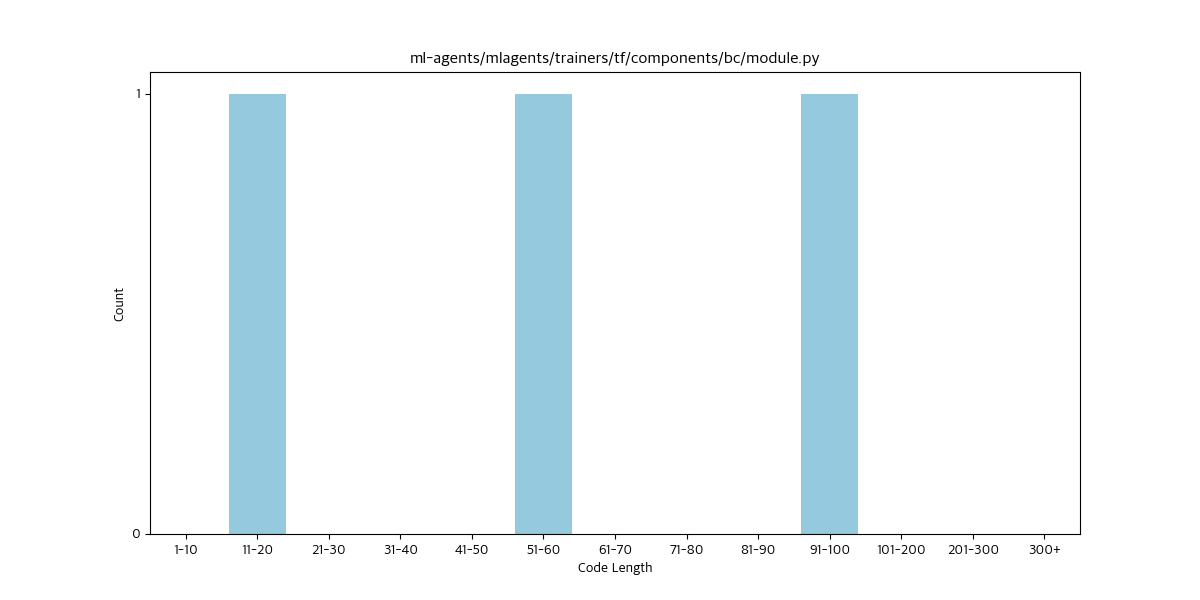 ml-agents/mlagents/trainers/tf/components/bc/module.py
1
Count
0
1-10 11-20 21-30 31-40 41-50 51-60 61-70 71-80 81-90 91-100 101-200 201-300 300+
Code Length